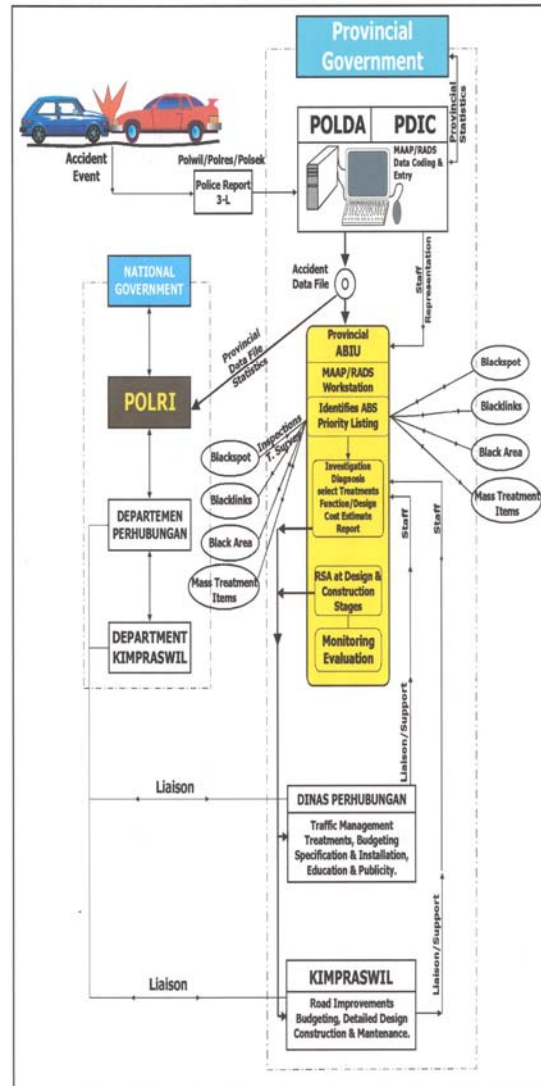 Provincial
Government
POLDA
PDIC
MAAP/RADS
Data Coding &
Entry
Provincial
Statistics
Accident
Event
Polwil/Polres/Polsek
Police Report
3-L
Accident
Data File
Staff
Representation
NATIONAL
GOVERNMENT
POLRI
Provincial
Data File
Statistics
DEPARTEMEN
PERHUBUNGAN
DEPARTMENT
KIMPRASWIL
Provincial
ABIU
MAAP/RADS
Workstation
Identifies ABS
Priority Listing
Investigation
Diagnosis
select Treatments
Function/Design
Cost Estimate
Report
RSA at Design &
Construction
Stages
Monitoring
Evaluation
Inspections
T. Survey
Blackspot
Blacklinks
Black Area
Mass Treatment
Items
Blackspot
Blacklinks
Black Area
Mass Treatment
Items
Staff
Staff
Liaison/Support
Liaison/Support
Liaison
DINAS PERHUBUNGAN
Traffic Management
Treatments, Budgeting
Specification & Installation,
Education & Publicity.
Liaison
KIMPRASWIL
Road Improvements
Budgeting, Detailed Design
Construction & Mantenance.